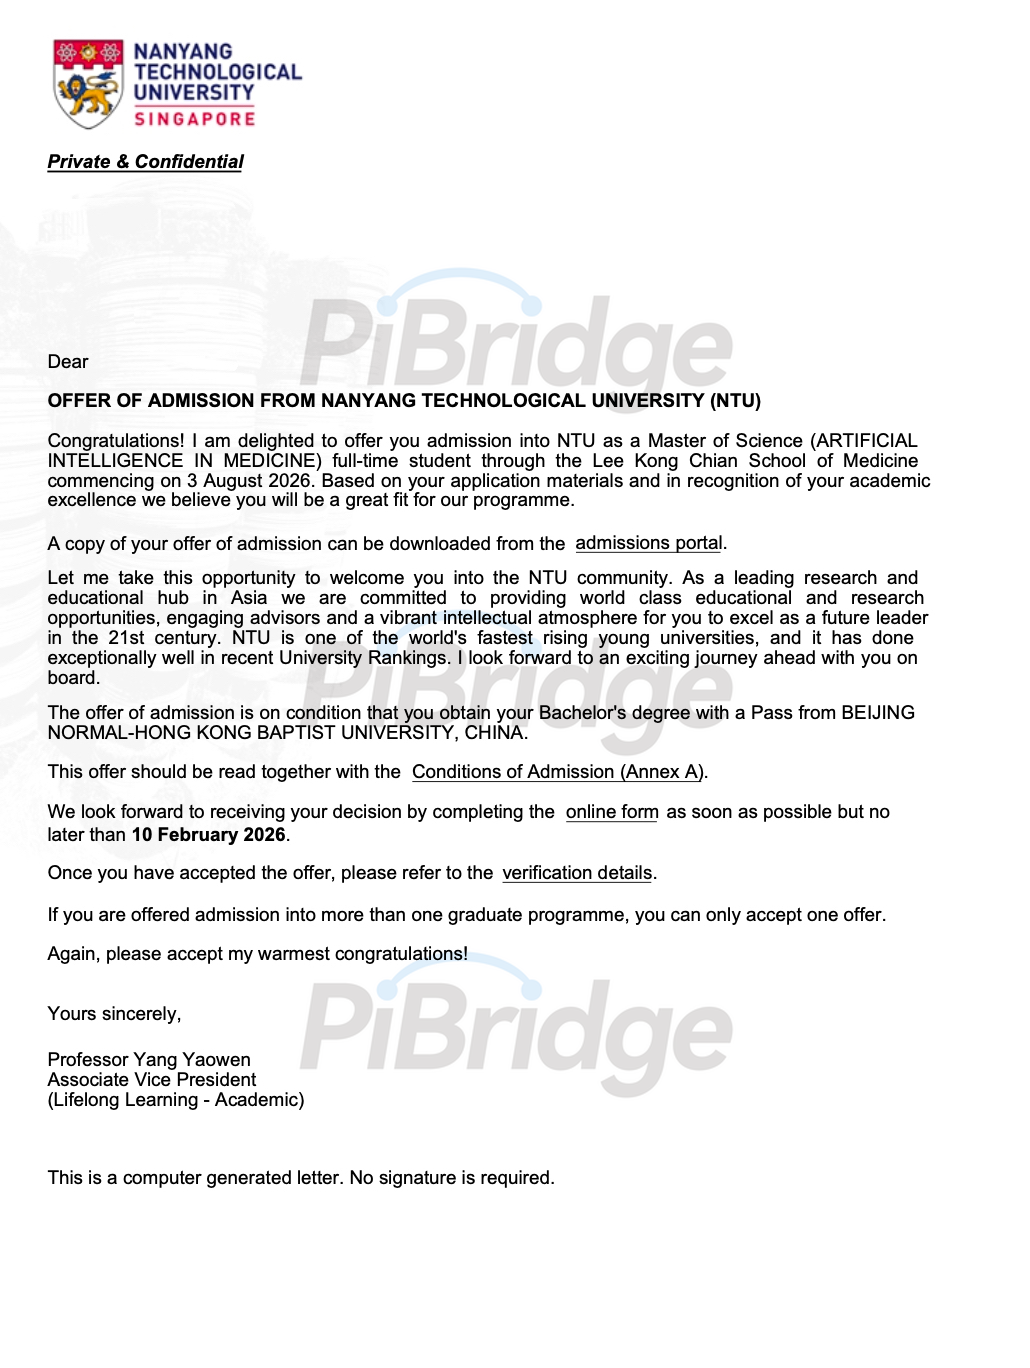 NANYANG
TECHNOLOGICAL
UNIVERSITY
SINGAPORE
Private & Confidential
PiBridge
Dear
OFFER OF ADMISSION FROM NANYANG TECHNOLOGICAL UNIVERSITY (NTU)
Congratulations! I am delighted to offer you admission into NTU as a Master of Science (ARTIFICIAL
INTELLIGENCE IN MEDICINE) full-time student through the Lee Kong Chian School of Medicine
commencing on 3 August 2026. Based on your application materials and in recognition of your academic
excellence we believe you will be a great fit for our programme.
A copy of your offer of admission can be downloaded from the admissions portal.
Let me take this opportunity to welcome you into the NTU community. As a leading research and
educational hub in Asia we are committed to providing world class educational and research
opportunities, engaging advisors and a vibrant intellectual atmosphere for you to excel as a future leader
in the 21st century. NTU is one of the world's fastest rising young universities, and it has done
exceptionally well in recent University Rankings. I look forward to an exciting journey ahead with you on
board.
PiBridge
The offer of admission is on condition that you obtain your Bachelor's degree with a Pass from BEIJING
NORMAL-HONG KONG BAPTIST UNIVERSITY, CHINA.
This offer should be read together with the Conditions of Admission (Annex A).
We look forward to receiving your decision by completing the online form as soon as possible but no
later than 10 February 2026.
Once you have accepted the offer, please refer to the verification details.
If you are offered admission into more than one graduate programme, you can only accept one offer.
Again, please accept my warmest congratulations!
Yours sincerely,
PiBridge
Professor Yang Yaowen
Associate Vice President
(Lifelong Learning - Academic)
This is a computer generated letter. No signature is required.